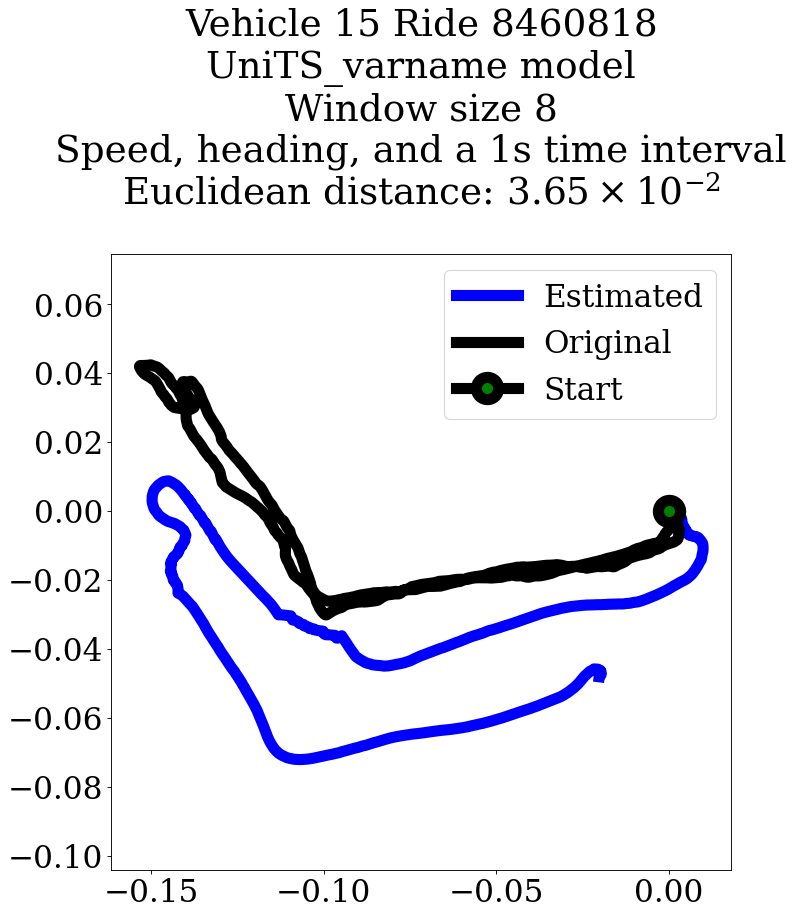 Vehicle 15 Ride 8460818
UniTS_varname model
Window size 8
Speed, heading, and a 1s time interval
Euclidean distance: 3.65 × 10⁻²
Estimated
Original
Start
0.06
0.04
0.02
0.00
−0.02
−0.04
−0.06
−0.08
−0.10
−0.15 −0.10 −0.05 0.00